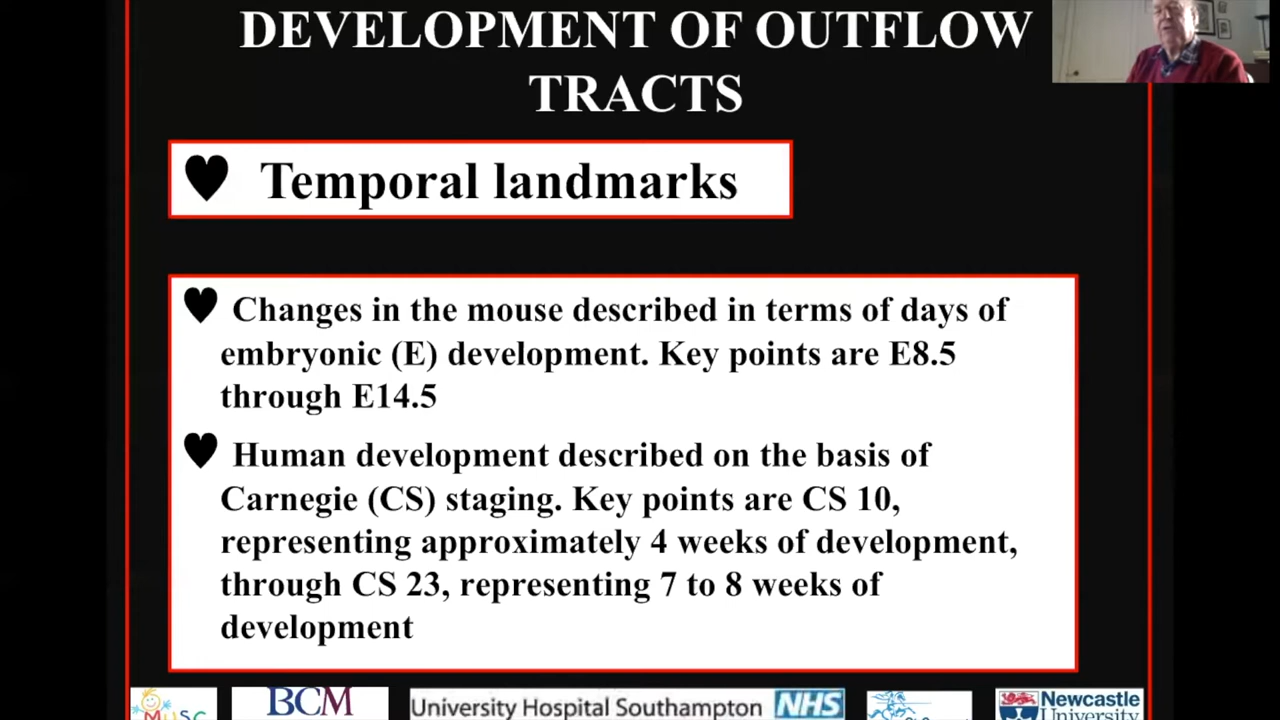 DEVELOPMENT OF OUTFLOW
TRACTS
♥ Temporal landmarks
♥ Changes in the mouse described in terms of days of
embryonic (E) development. Key points are E8.5
through E14.5
♥ Human development described on the basis of
Carnegie (CS) staging. Key points are CS 10,
representing approximately 4 weeks of development,
through CS 23, representing 7 to 8 weeks of
development
MUSC
BCM
University Hospital Southampton NHS
Newcastle
University